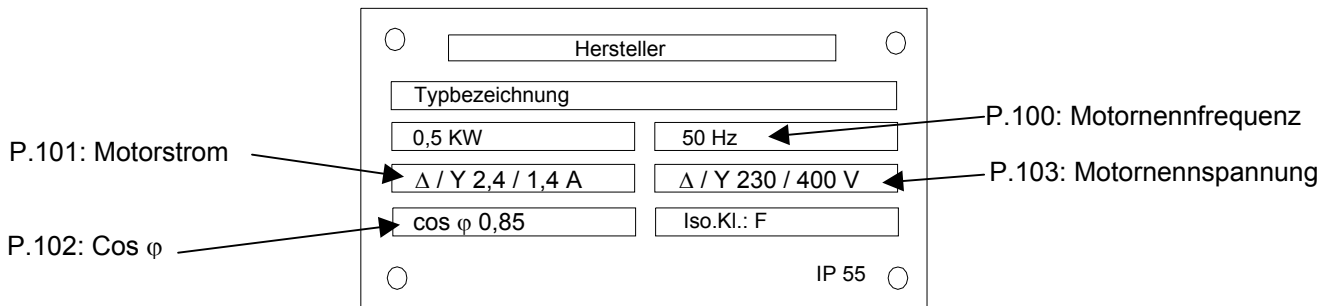 Hersteller
Typbezeichnung
P.100: Motornennfrequenz
0,5 KW
50 Hz
P.101: Motorstrom
Δ / Y 2,4 / 1,4 A
Δ / Y 230 / 400 V
P.103: Motornennspannung
P.102: Cos φ
cos φ 0,85
Iso.Kl.: F
IP 55